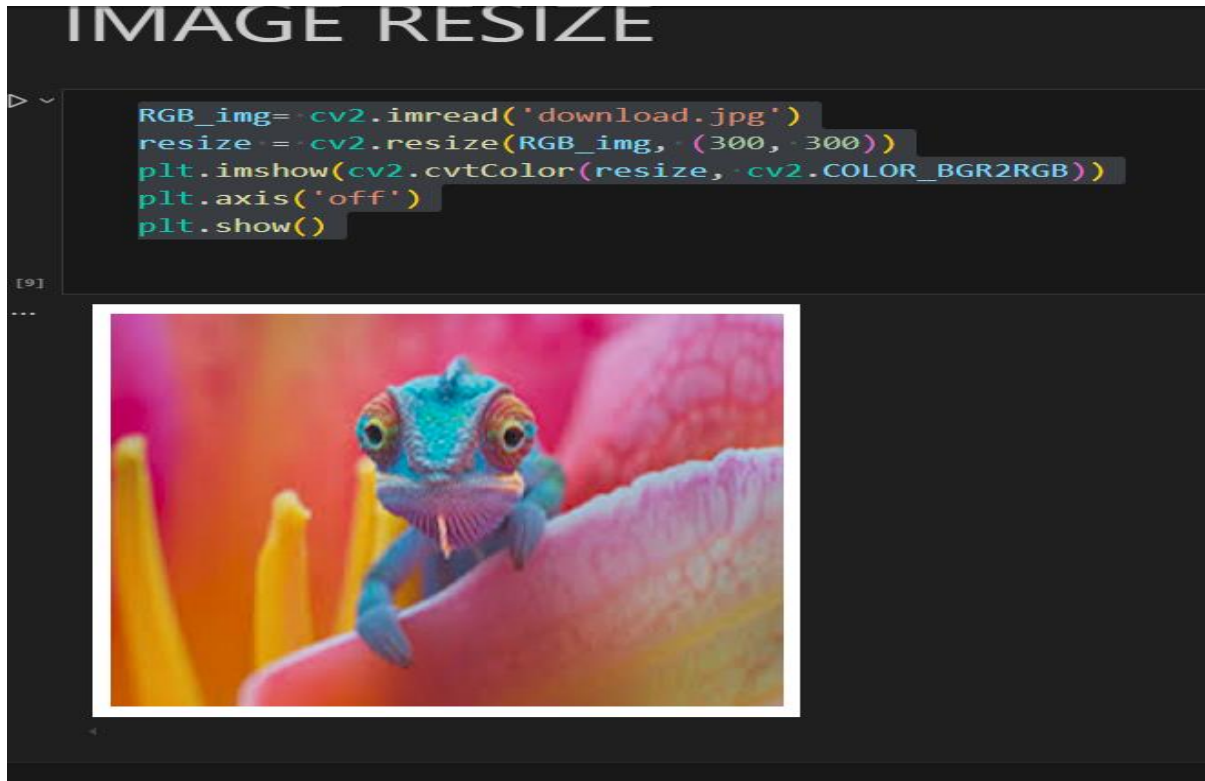 IMAGE RESIZE
RGB_img= cv2.imread('download.jpg')
resize = cv2.resize(RGB_img, (300, 300))
plt.imshow(cv2.cvtColor(resize, cv2.COLOR_BGR2RGB))
plt.axis('off')
plt.show()
[9]
...